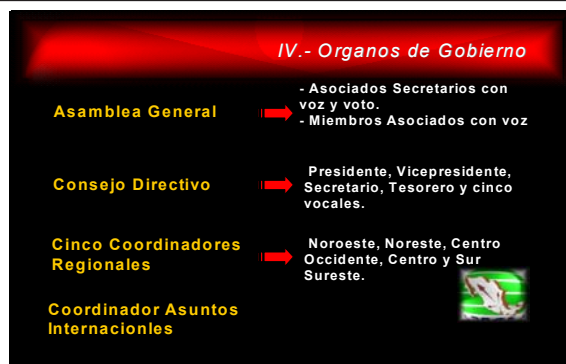 IV.- Organos de Gobierno
Asamblea General
- Asociados Secretarios con
voz y voto.
- Miembros Asociados con voz
Consejo Directivo
Presidente, Vicepresidente,
Secretario, Tesorero y cinco
vocales.
Cinco Coordinadores
Regionales
Noroeste, Noreste, Centro
Occidente, Centro y Sur
Sureste.
Coordinador Asuntos
Internacionles